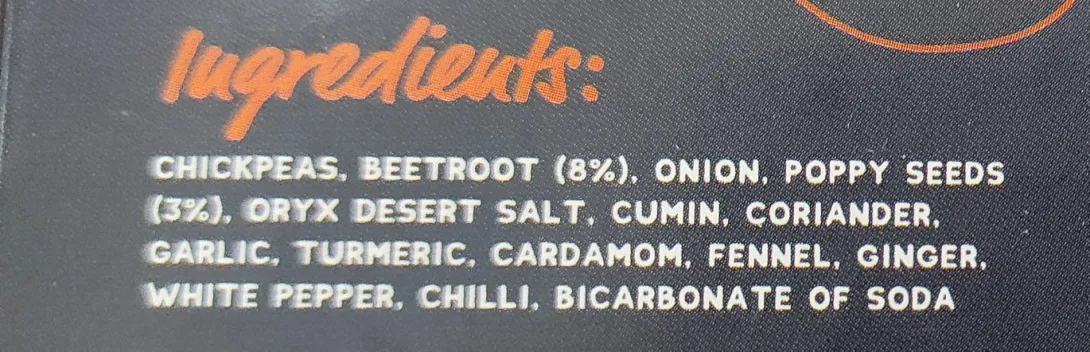 Ingredients:
CHICKPEAS, BEETROOT (8%), ONION, POPPY SEEDS
(3%), ORYX DESERT SALT, CUMIN, CORIANDER,
GARLIC, TURMERIC, CARDAMOM, FENNEL, GINGER,
WHITE PEPPER, CHILLI, BICARBONATE OF SODA